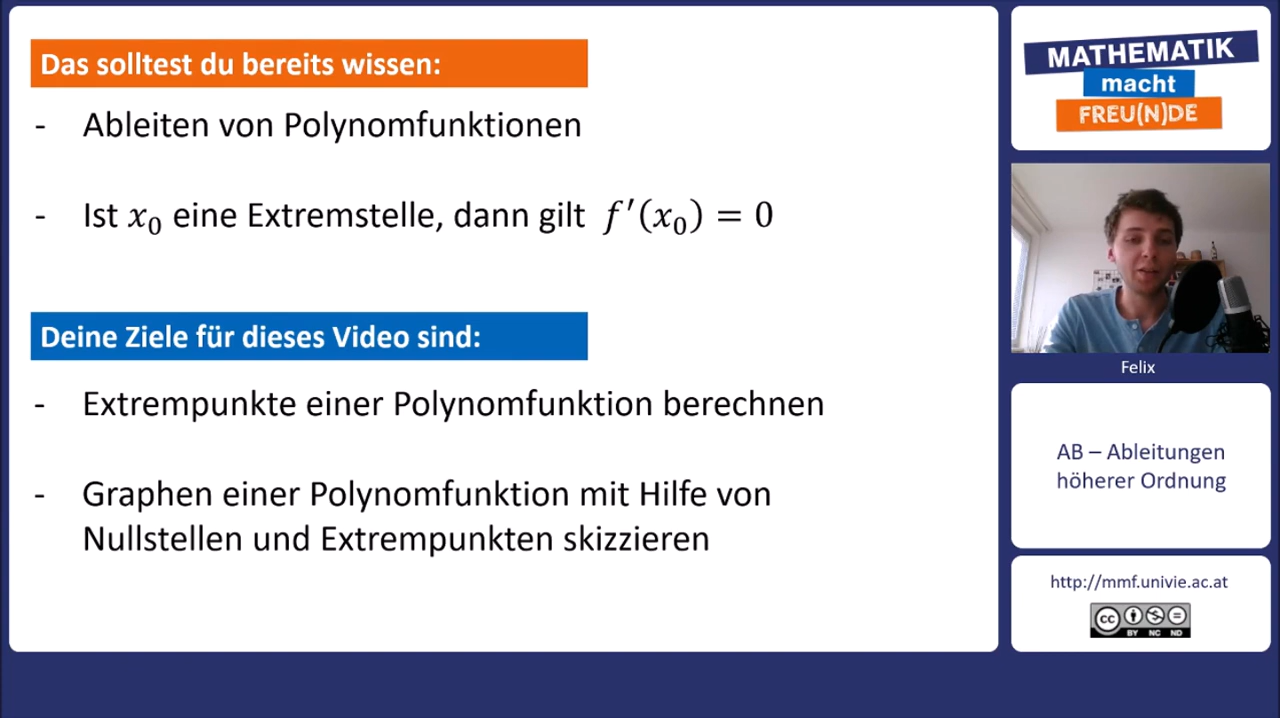 Das solltest du bereits wissen:
- Ableiten von Polynomfunktionen
- Ist x₀ eine Extremstelle, dann gilt f′(x₀) = 0
Deine Ziele für dieses Video sind:
- Extrempunkte einer Polynomfunktion berechnen
- Graphen einer Polynomfunktion mit Hilfe von
Nullstellen und Extrempunkten skizzieren
MATHEMATIK
macht
FREU(N)DE
Felix
AB – Ableitungen
höherer Ordnung
http://mmf.univie.ac.at
cc
BY NC ND